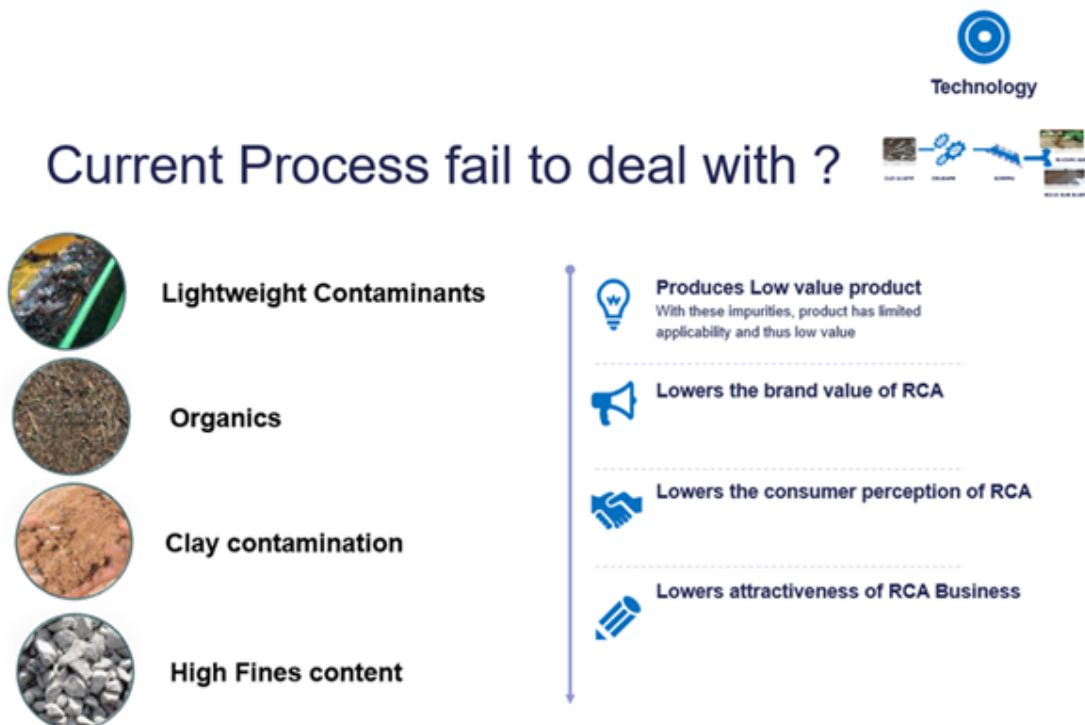 Technology
Current Process fail to deal with ?
Lightweight Contaminants
Organics
Clay contamination
High Fines content
Produces Low value product
With these impurities, product has limited
applicability and thus low value
Lowers the brand value of RCA
Lowers the consumer perception of RCA
Lowers attractiveness of RCA Business